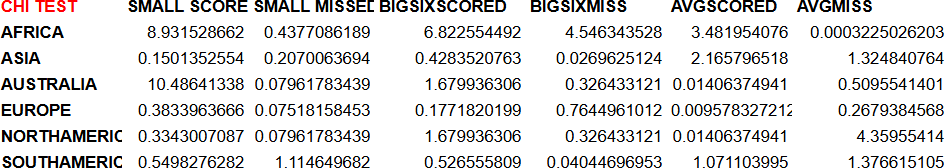 CHI TEST SMALL SCORE SMALL MISSED BIGSIXSCORED BIGSIXMISS AVGSCORED AVGMISS
AFRICA 8.931528662 0.4377086189 6.822554492 4.546343528 3.481954076 0.0003225026203
ASIA 0.1501352554 0.2070063694 0.4283520763 0.0269625124 2.165796518 1.324840764
AUSTRALIA 10.48641338 0.07961783439 1.679936306 0.326433121 0.01406374941 0.5095541401
EUROPE 0.3833963666 0.07518158453 0.1771820199 0.7644961012 0.009578327212 0.2679384568
NORTHAMERIC 0.3343007087 0.07961783439 1.679936306 0.326433121 0.01406374941 4.35955414
SOUTHAMERIC 0.5498276282 1.114649682 0.526555809 0.04044696953 1.071103995 1.376615105